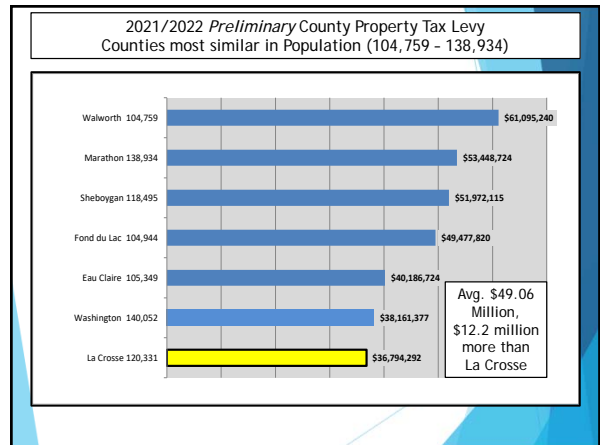 2021/2022 Preliminary County Property Tax Levy
Counties most similar in Population (104,759 – 138,934)
Walworth 104,759
$61,095,240
Marathon 138,934
$53,448,724
Sheboygan 118,495
$51,972,115
Fond du Lac 104,944
$49,477,820
Eau Claire 105,349
$40,186,724
Washington 140,052
$38,161,377
La Crosse 120,331
$36,794,292
Avg. $49.06
Million,
$12.2 million
more than
La Crosse